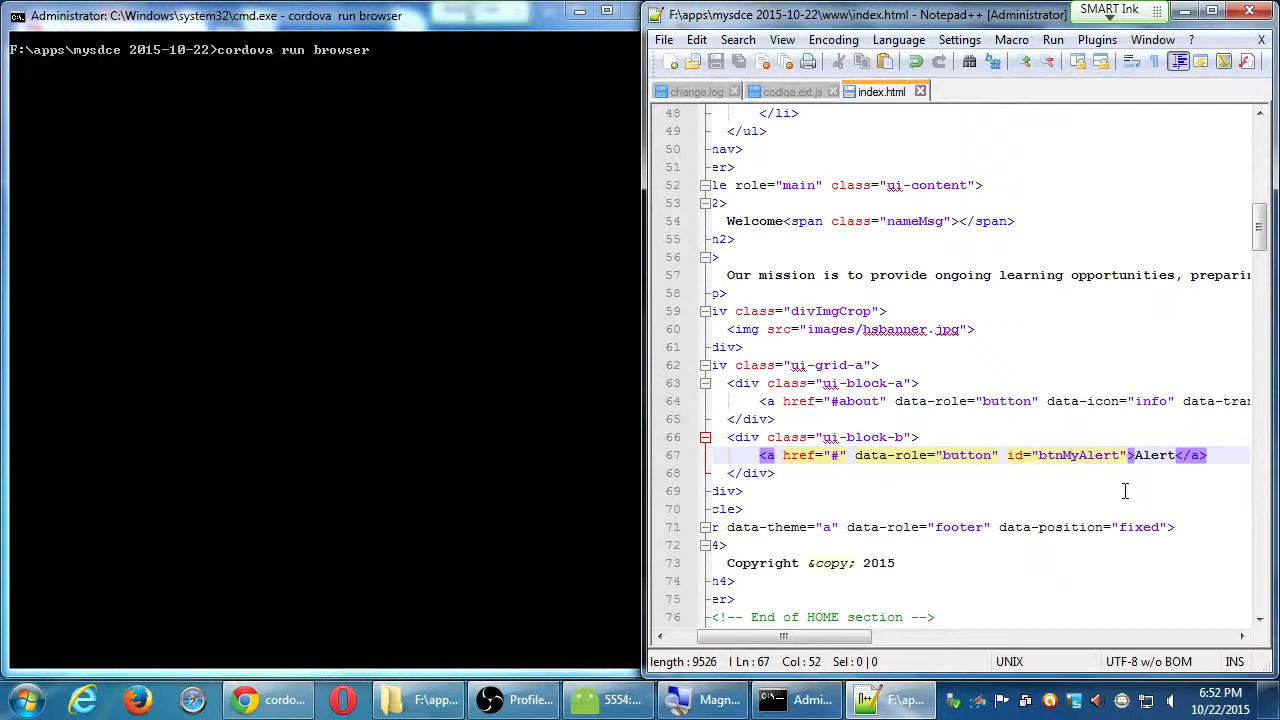 Administrator: C:\Windows\system32\cmd.exe - cordova  run browser
F:\apps\mysdce 2015-10-22>cordova run browser
F:\apps\mysdce 2015-10-22\www\index.html - Notepad++ [Administrator]
SMART Ink
File Edit Search View Encoding Language Settings Macro Run Plugins Window ? X
change.log codiqa.ext.js index.html
48 </li>
49 </ul>
50 nav>
51 er>
52 le role="main" class="ui-content">
53 2>
54 Welcome<span class="nameMsg"></span>
55 h2>
56 >
57 Our mission is to provide ongoing learning opportunities, preparin
58 p>
59 iv class="divImgCrop">
60 <img src="images/hsbanner.jpg">
61 div>
62 iv class="ui-grid-a">
63 <div class="ui-block-a">
64 <a href="#about" data-role="button" data-icon="info" data-tran
65 </div>
66 <div class="ui-block-b">
67 <a href="#" data-role="button" id="btnMyAlert">Alert</a>
68 </div>
69 div>
70 cle>
71 r data-theme="a" data-role="footer" data-position="fixed">
72 4>
73 Copyright &copy; 2015
74 h4>
75 er>
76 <!-- End of HOME section -->
length : 9526 l Ln : 67 Col : 52 Sel : 0 | 0 UNIX UTF-8 w/o BOM INS
cordo... F:\app... Profile... 5554:... Magn... Admi... F:\ap...
6:52 PM
10/22/2015